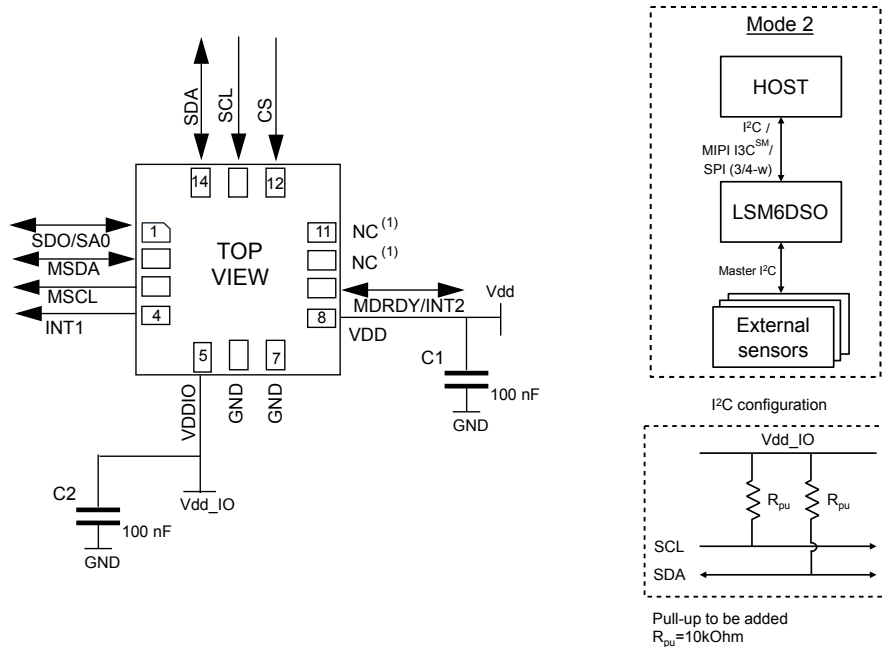 SDA
SCL
CS
14
12
1
SDO/SA0
MSDA
MSCL
4
INT1
TOP
VIEW
11
NC (1)
NC (1)
MDRDY/INT2
8
VDD
Vdd
5
7
VDDIO
GND
GND
C1
100 nF
GND
C2
100 nF
GND
Vdd_IO
Mode 2
HOST
I²C /
MIPI I3C^SM/
SPI (3/4-w)
LSM6DSO
Master I²C
External
sensors
I²C configuration
Vdd_IO
Rpu
Rpu
SCL
SDA
Pull-up to be added
Rpu=10kOhm